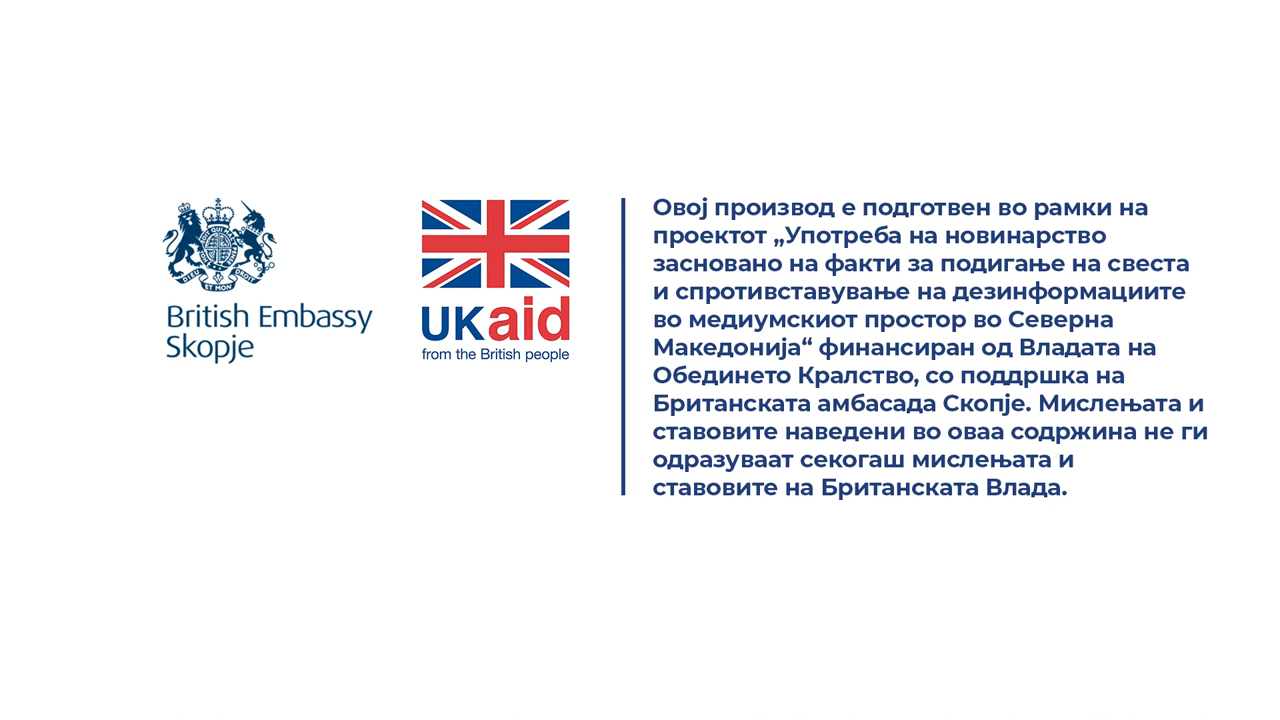 British Embassy
Skopje
UKaid
from the British people
Овој производ е подготвен во рамки на
проектот „Употреба на новинарство
засновано на факти за подигање на свеста
и спротивставување на дезинформациите
во медиумскиот простор во Северна
Македонија“ финансиран од Владата на
Обединето Кралство, со поддршка на
Британската амбасада Скопје. Мислењата и
ставовите наведени во оваа содржина не ги
одразуваат секогаш мислењата и
ставовите на Британската Влада.